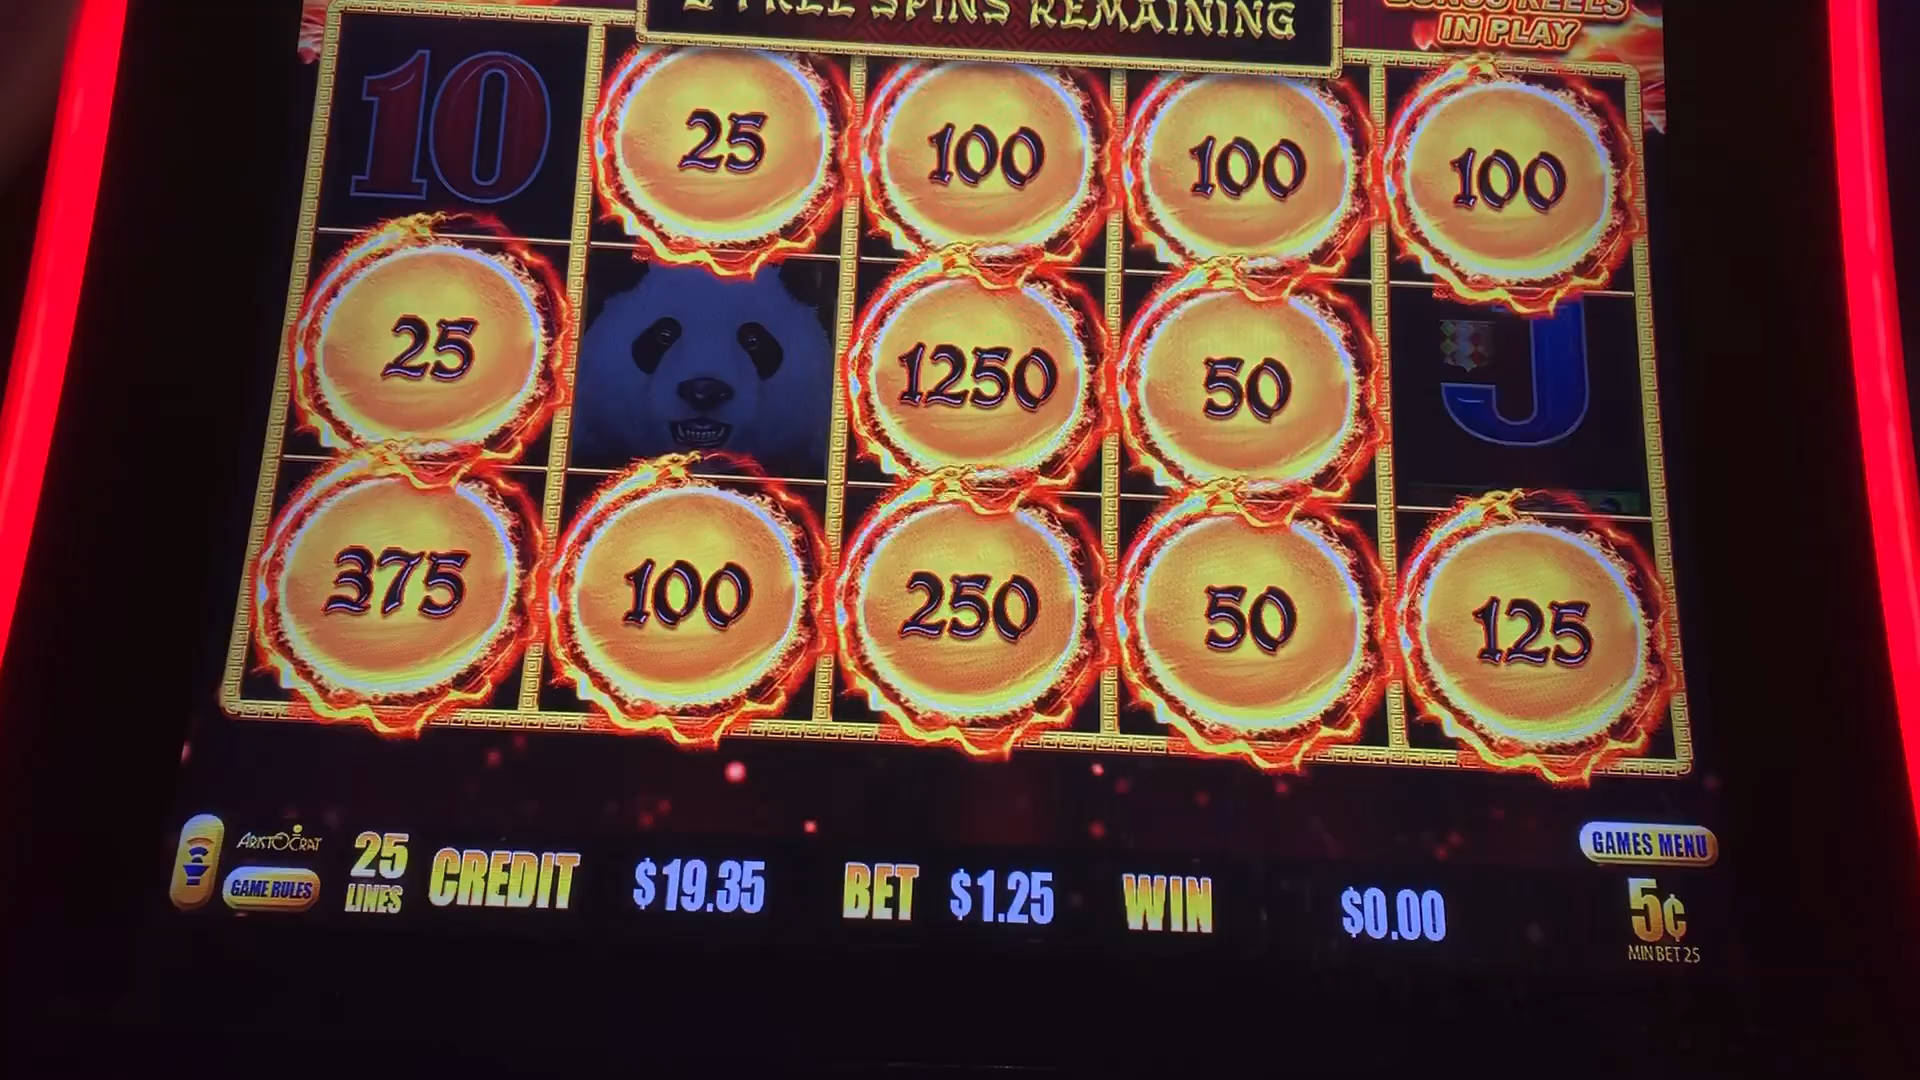 FREE SPINS REMAINING
BONUS REELS
IN PLAY
10 25 100 100 100
25 1250 50 J
375 100 250 50 125
ARISTOCRAT
GAME RULES
25
LINES
CREDIT $19.35 BET $1.25 WIN $0.00
GAMES MENU
5¢
MIN BET 25